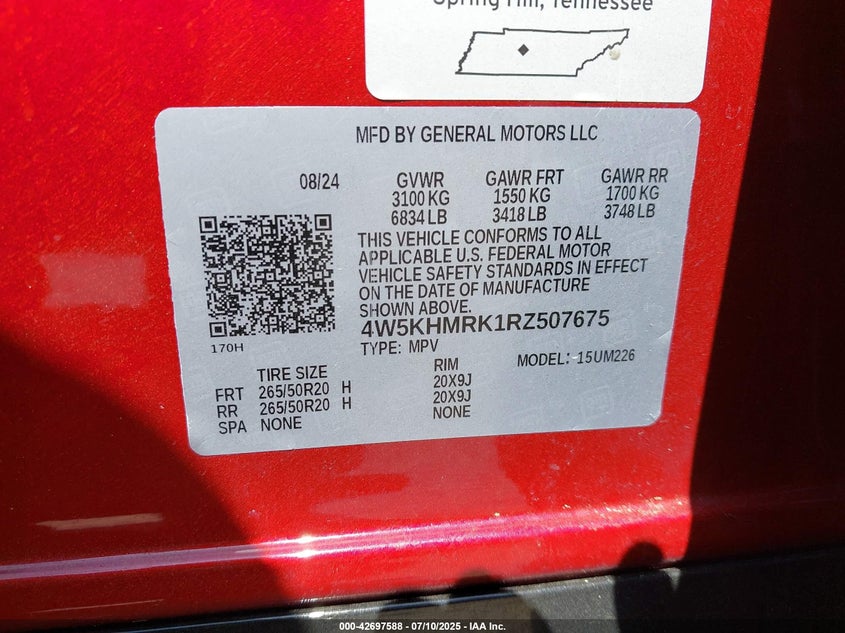 Spring Hill, Tennessee
MFD BY GENERAL MOTORS LLC
08/24 GVWR GAWR FRT GAWR RR
3100 KG 1550 KG 1700 KG
6834 LB 3418 LB 3748 LB
THIS VEHICLE CONFORMS TO ALL
APPLICABLE U.S. FEDERAL MOTOR
VEHICLE SAFETY STANDARDS IN EFFECT
ON THE DATE OF MANUFACTURE
SHOWN ABOVE.
4W5KHMRK1RZ507675
170H
TYPE: MPV MODEL: 15UM226
TIRE SIZE RIM
FRT 265/50R20 H 20X9J
RR 265/50R20 H 20X9J
SPA NONE NONE
000-42697588 - 07/10/2025 - IAA Inc.